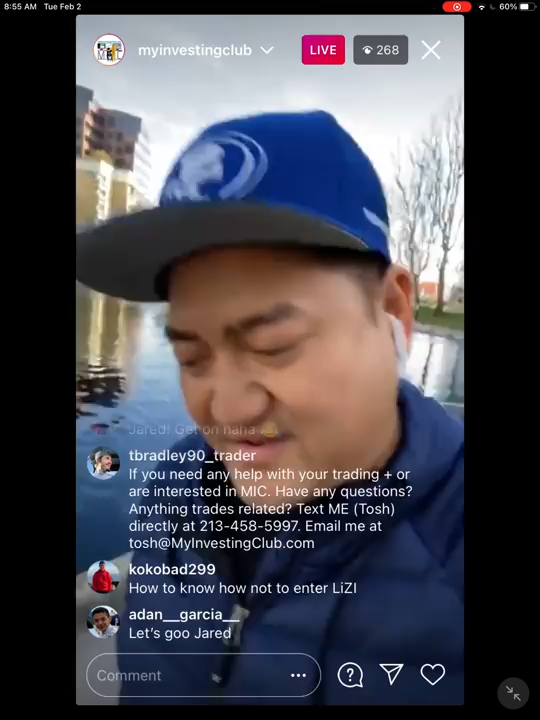 8:55 AM Tue Feb 2
60%
myinvestingclub
LIVE
268
Jared! Get on haha
tbradley90_trader
If you need any help with your trading + or
are interested in MIC. Have any questions?
Anything trades related? Text ME (Tosh)
directly at 213-458-5997. Email me at
tosh@MyInvestingClub.com
kokobad299
How to know how not to enter LiZI
adan__garcia__
Let's goo Jared
Comment